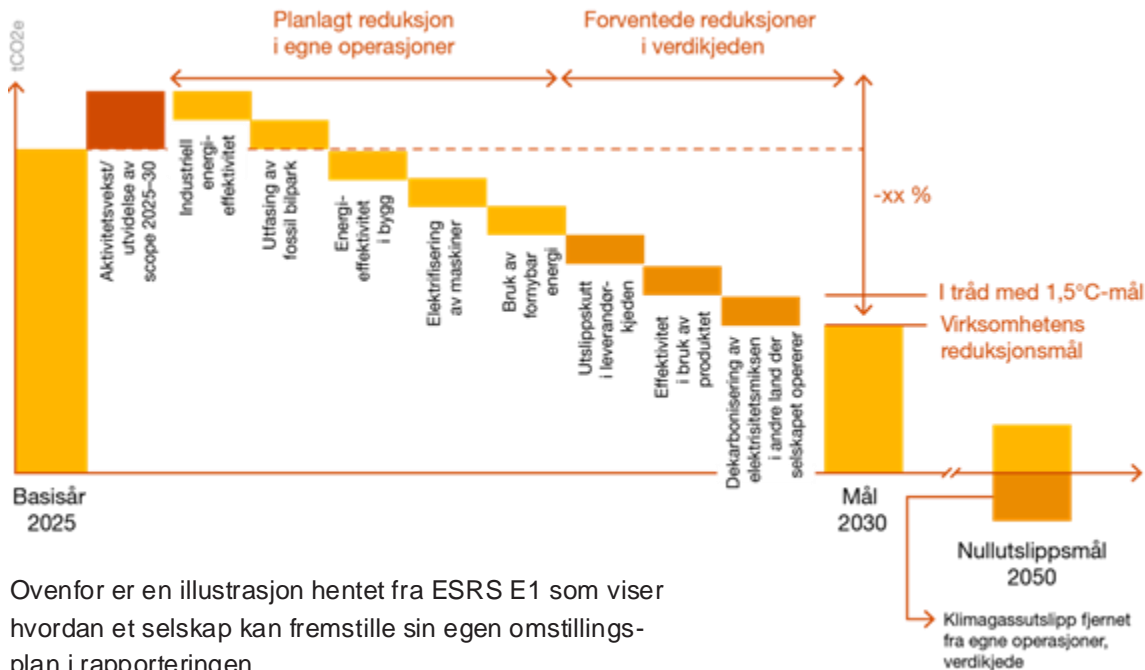 tCO2e
Planlagt reduksjon
i egne operasjoner
Forventede reduksjoner
i verdikjeden
Aktivitetsvekst/
utvidelse av
scope 2025–30
Industriell
energi-
effektivitet
Utfasing av
fossil bilpark
Energi-
effektivitet
i bygg
Elektrifisering
av maskiner
Bruk av
fornybar
energi
Utslippskutt
i leverandør-
kjeden
Effektivitet
i bruk av
produktet
Dekarbonisering av
elektrisitetsmiksen
i andre land der
selskapet opererer
-xx %
I tråd med 1,5°C-mål
Virksomhetens
reduksjonsmål
Basisår
2025
Mål
2030
Nullutslippsmål
2050
Klimagassutslipp fjernet
fra egne operasjoner,
verdikjede
Ovenfor er en illustrasjon hentet fra ESRS E1 som viser
hvordan et selskap kan fremstille sin egen omstillings-
plan i rapporteringen